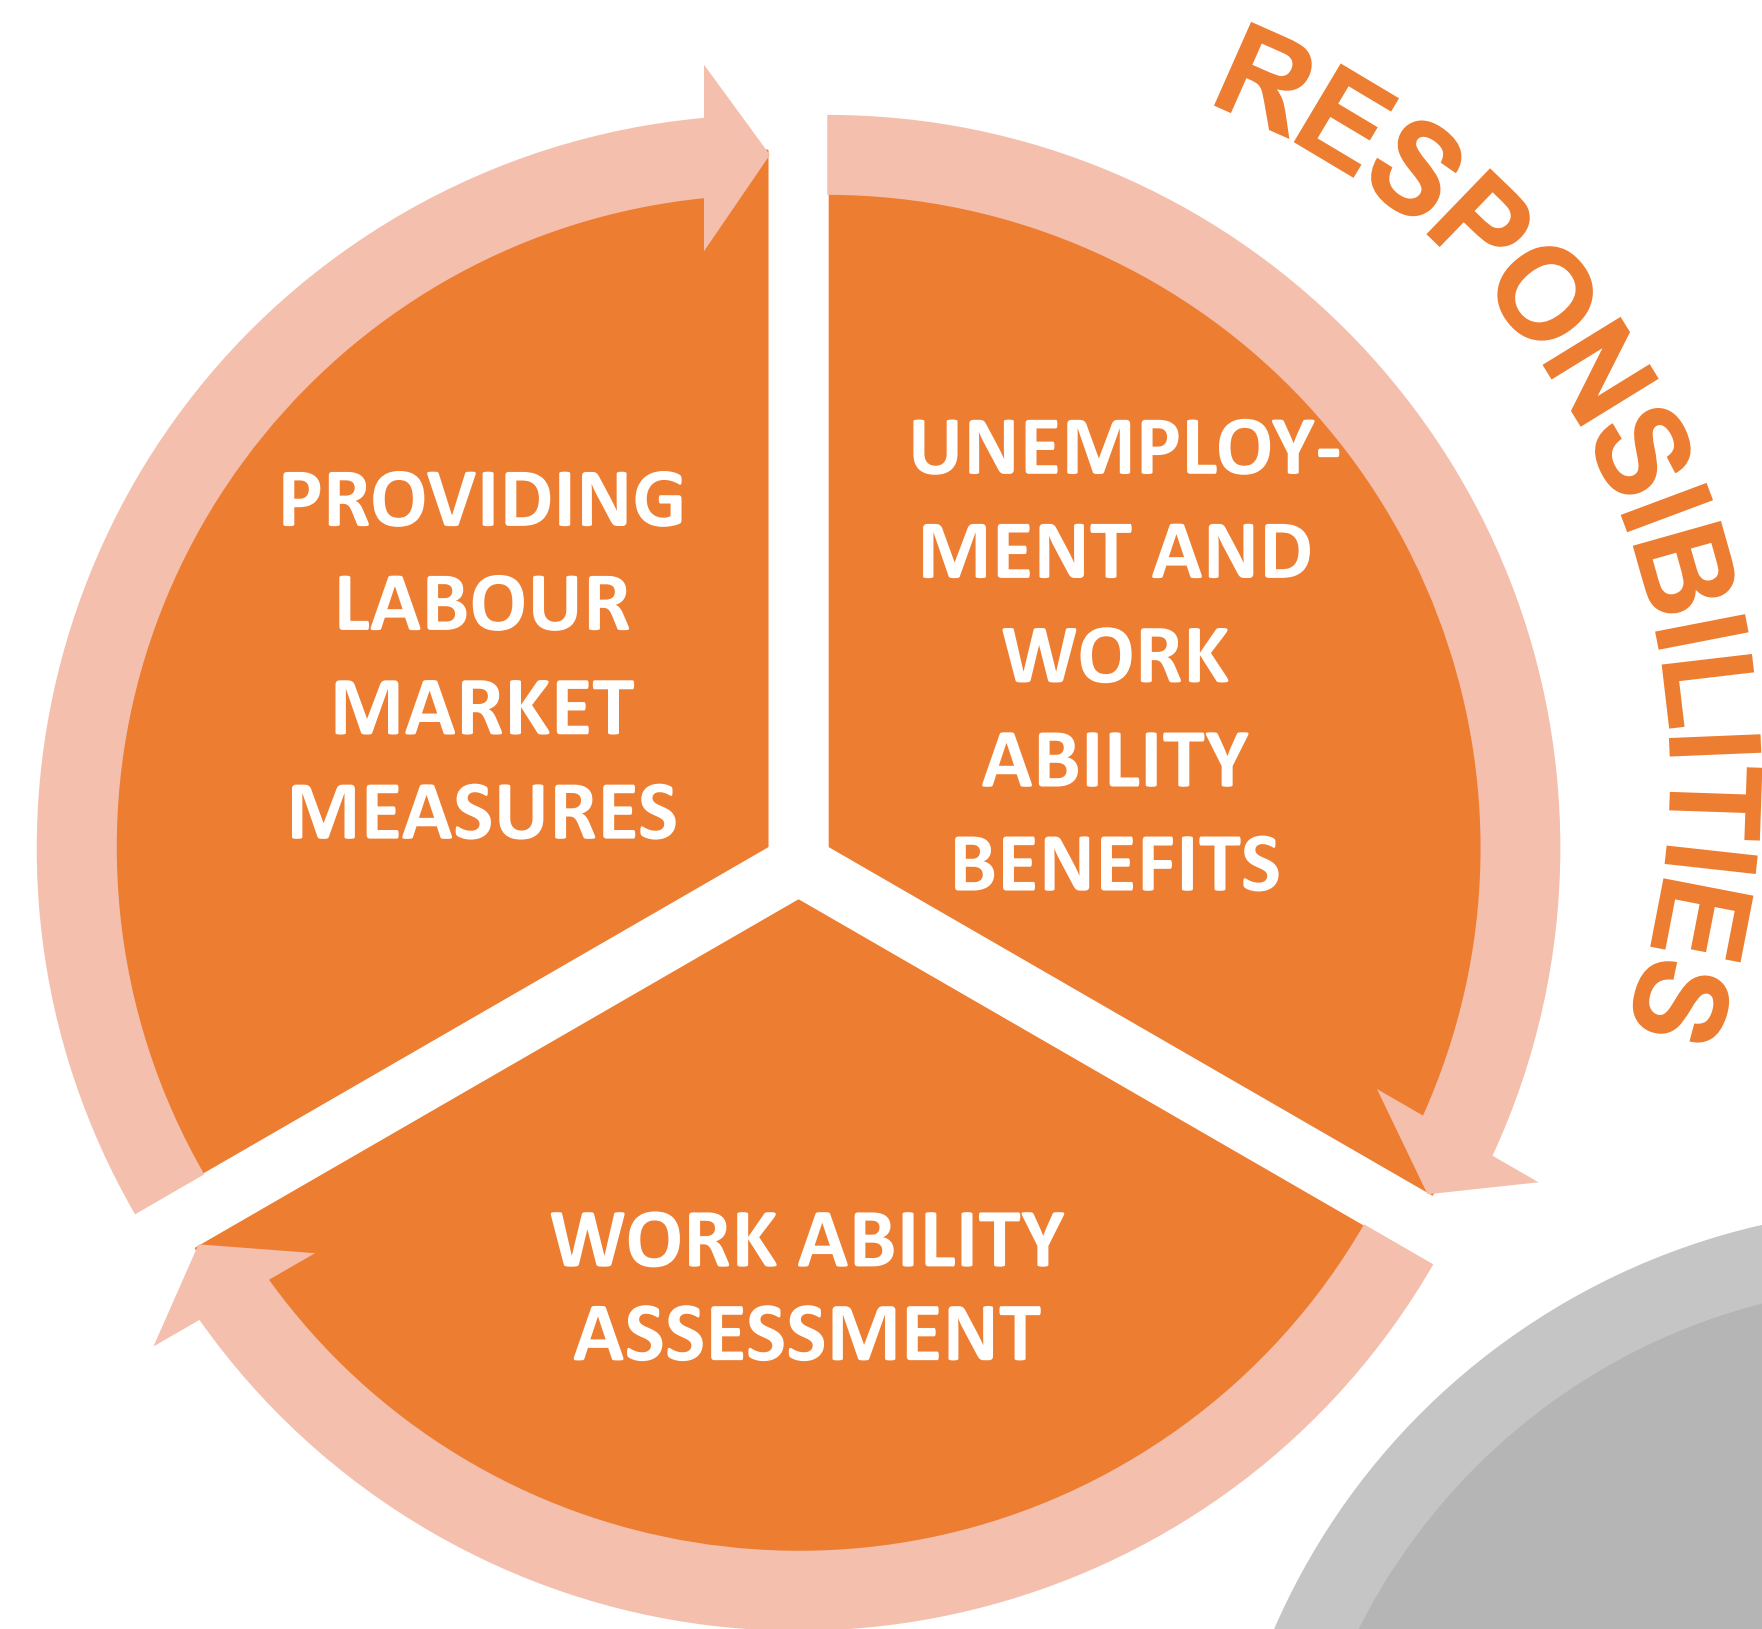 RESPONSIBILITIES
PROVIDING
LABOUR
MARKET
MEASURES
UNEMPLOY-
MENT AND
WORK
ABILITY
BENEFITS
WORK ABILITY
ASSESSMENT